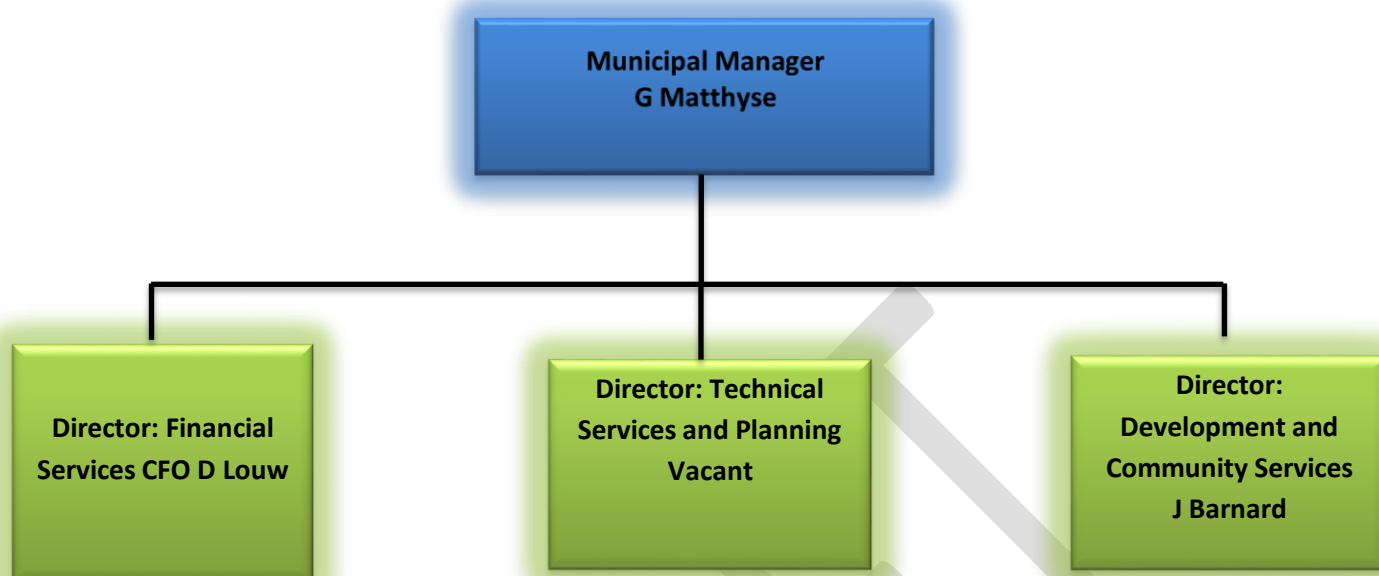 Municipal Manager
G Matthyse
Director: Financial
Services CFO D Louw
Director: Technical
Services and Planning
Vacant
Director:
Development and
Community Services
J Barnard